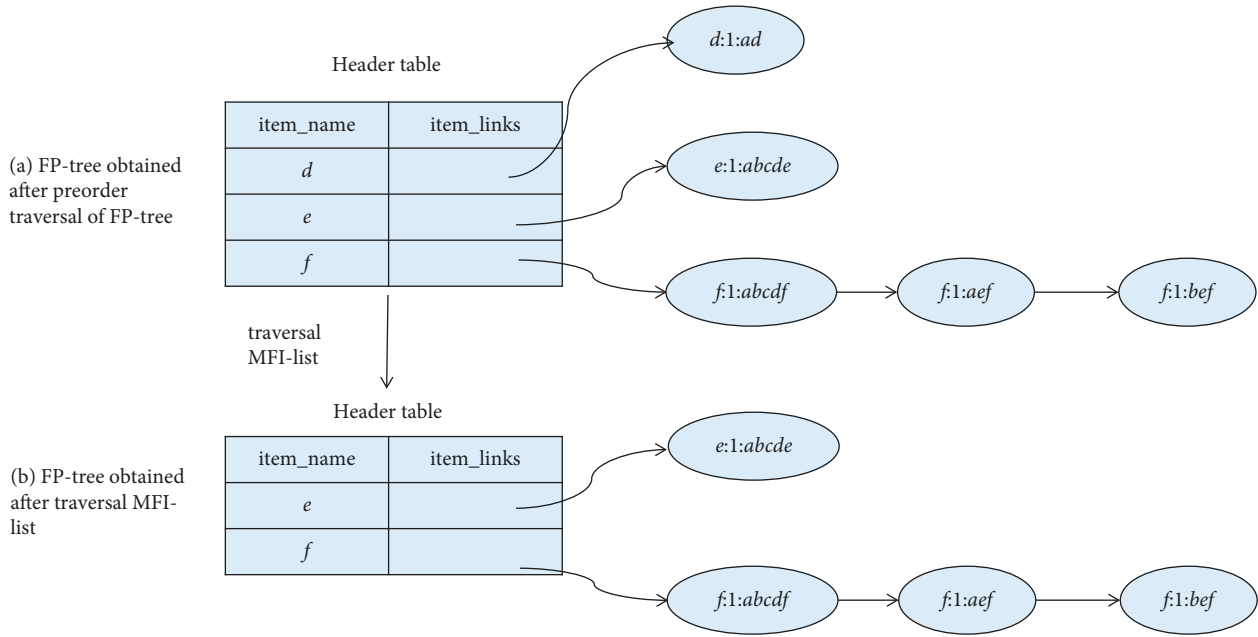 d:1:ad
Header table
item_name item_links
(a) FP-tree obtained
after preorder
traversal of FP-tree
d
e
f
e:1:abcde
f:1:abcdf
f:1:aef
f:1:bef
traversal
MFI-list
Header table
item_name item_links
(b) FP-tree obtained
after traversal MFI-
list
e
f
e:1:abcde
f:1:abcdf
f:1:aef
f:1:bef